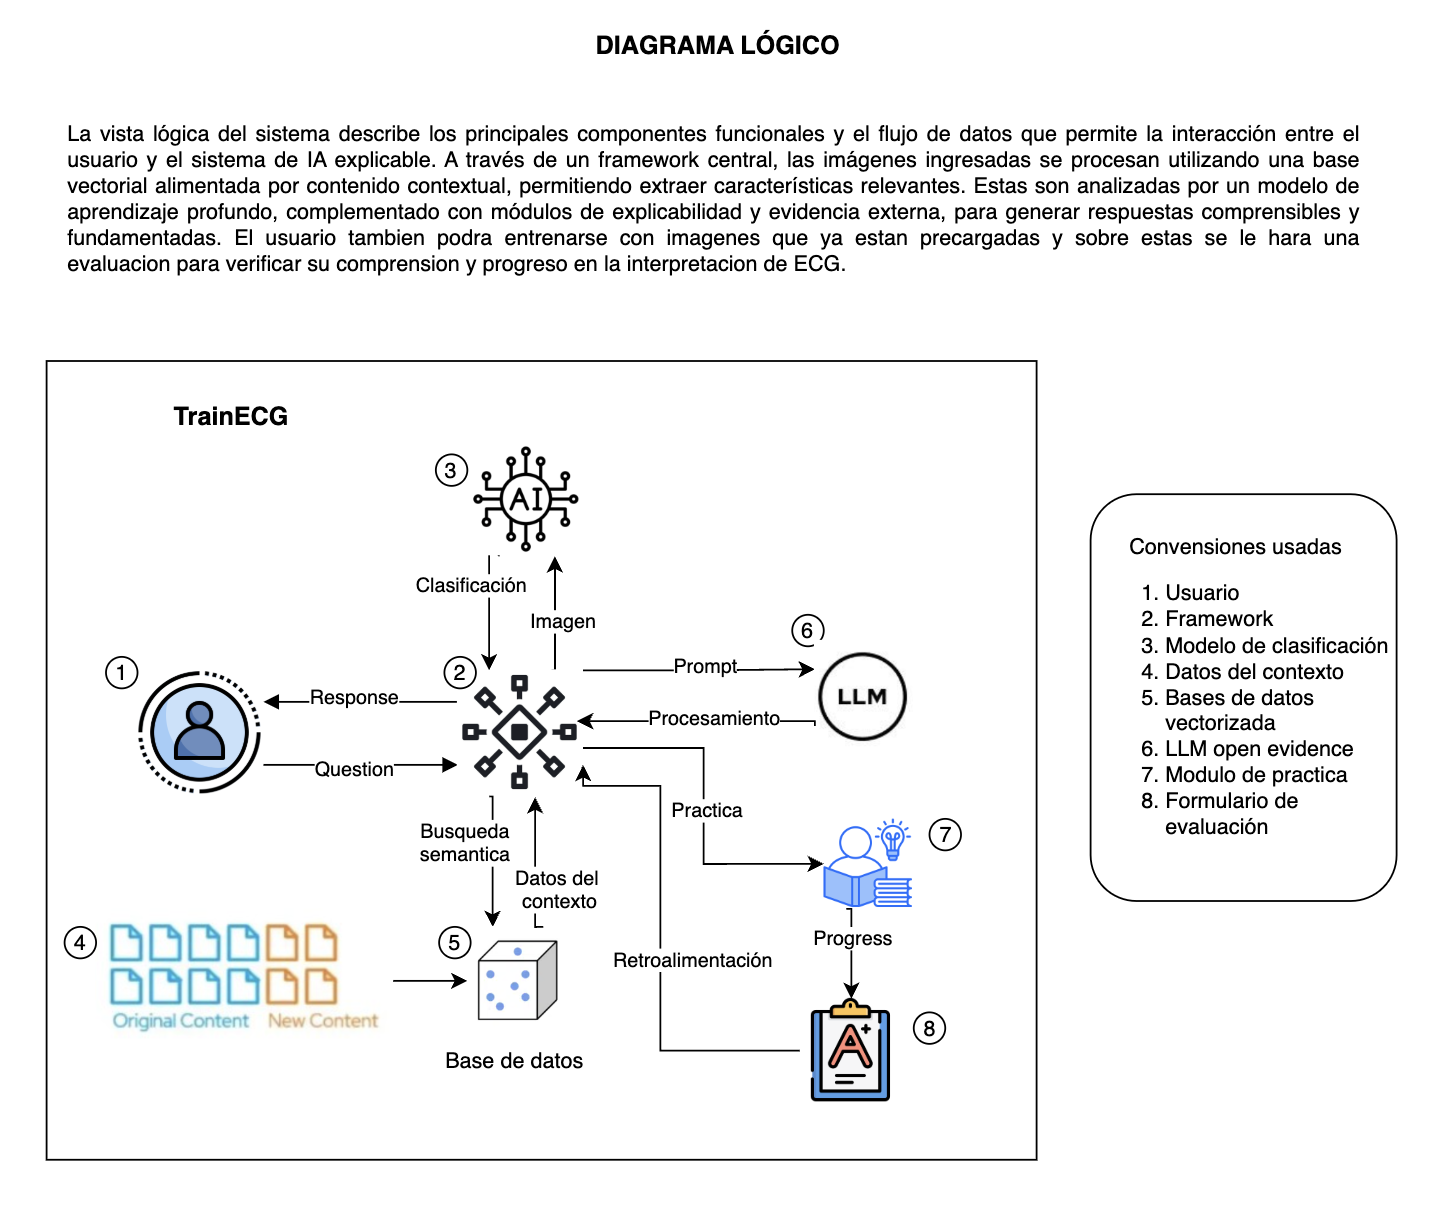 DIAGRAMA LÓGICO
La vista lógica del sistema describe los principales componentes funcionales y el flujo de datos que permite la interacción entre el
usuario y el sistema de IA explicable. A través de un framework central, las imágenes ingresadas se procesan utilizando una base
vectorial alimentada por contenido contextual, permitiendo extraer características relevantes. Estas son analizadas por un modelo de
aprendizaje profundo, complementado con módulos de explicabilidad y evidencia externa, para generar respuestas comprensibles y
fundamentadas. El usuario tambien podra entrenarse con imagenes que ya estan precargadas y sobre estas se le hara una
evaluacion para verificar su comprension y progreso en la interpretacion de ECG.
TrainECG
3
AI
Clasificación
Imagen
6
1
2
Prompt
LLM
Response
Procesamiento
Question
Practica
7
Busqueda
semantica
Datos del
contexto
Progress
4
5
Retroalimentación
Original Content New Content
A+
8
Base de datos
Convensiones usadas
1. Usuario
2. Framework
3. Modelo de clasificación
4. Datos del contexto
5. Bases de datos
vectorizada
6. LLM open evidence
7. Modulo de practica
8. Formulario de
evaluación